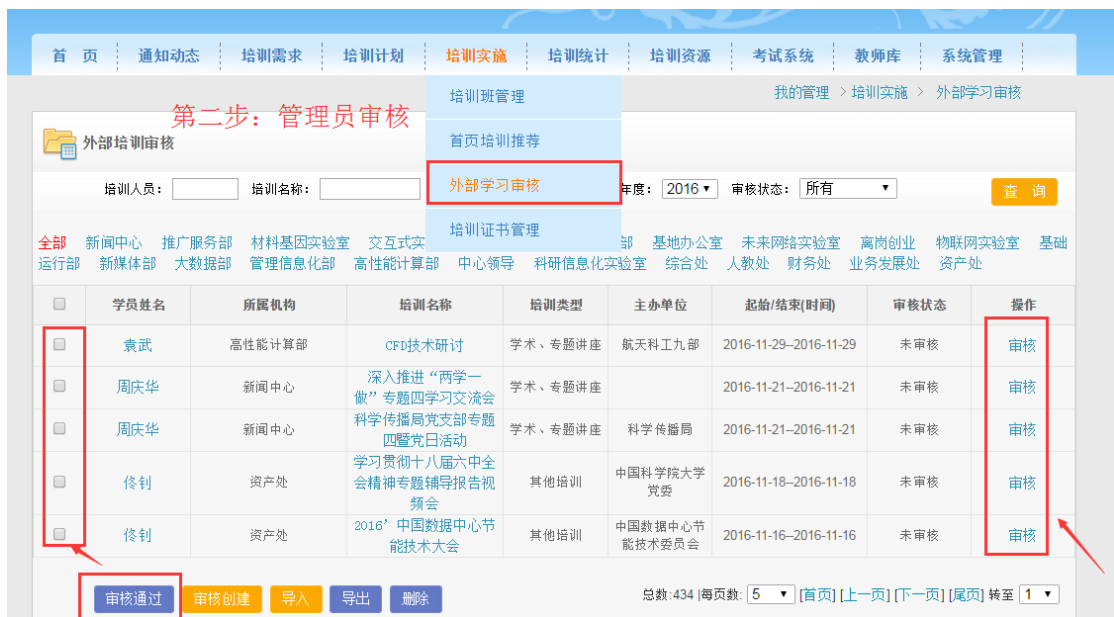 首 页 通知动态 培训需求 培训计划 培训实施 培训统计 培训资源 考试系统 教师库 系统管理
我的管理 > 培训实施 > 外部学习审核
培训班管理
首页培训推荐
外部学习审核
培训证书管理
第二步：管理员审核
外部培训审核
培训人员： 培训名称： 年度： 2016 审核状态： 所有 查 询
全部 新闻中心 推广服务部 材料基因实验室 交互式实 部 基地办公室 未来网络实验室 离岗创业 物联网实验室 基础
运行部 新媒体部 大数据部 管理信息化部 高性能计算部 中心领导 科研信息化实验室 综合处 人教处 财务处 业务发展处 资产处
学员姓名 所属机构 培训名称 培训类型 主办单位 起始/结束(时间) 审核状态 操作
袁武 高性能计算部 CFD技术研讨 学术、专题讲座 航天科工九部 2016-11-29--2016-11-29 未审核 审核
周庆华 新闻中心 深入推进“两学一
做”专题四学习交流会 学术、专题讲座 2016-11-21--2016-11-21 未审核 审核
周庆华 新闻中心 科学传播局党支部专题
四暨党日活动 学术、专题讲座 科学传播局 2016-11-21--2016-11-21 未审核 审核
佟钊 资产处 学习贯彻十八届六中全
会精神专题辅导报告视
频会 其他培训 中国科学院大学
党委 2016-11-18--2016-11-18 未审核 审核
佟钊 资产处 2016’中国数据中心节
能技术大会 其他培训 中国数据中心节
能技术委员会 2016-11-16--2016-11-16 未审核 审核
审核通过 审核创建 导入 导出 删除 总数:434 |每页数: 5 [首页] [上一页] [下一页] [尾页] 转至 1